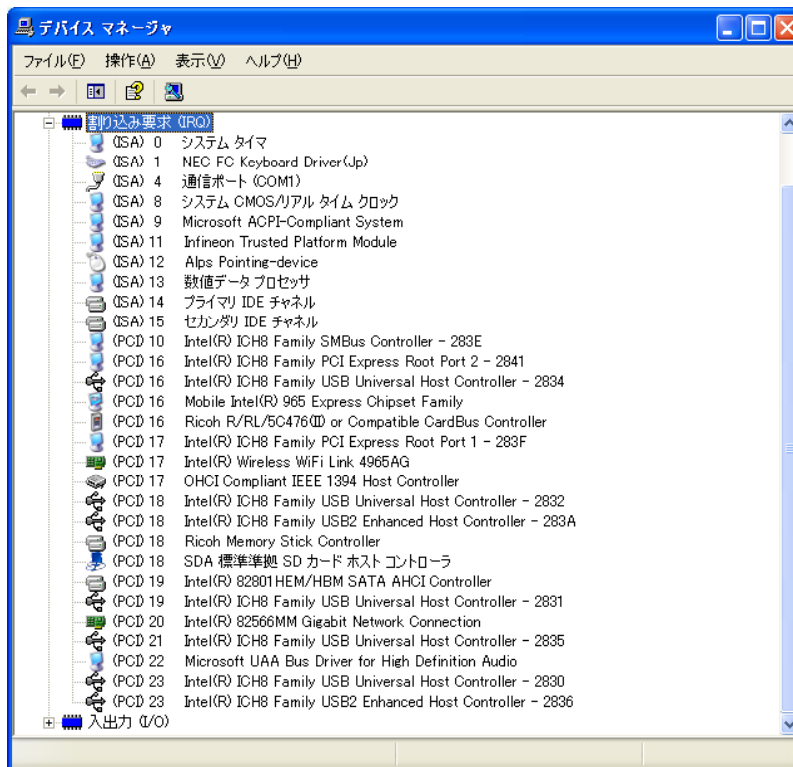 デバイス マネージャ
ファイル(F) 操作(A) 表示(V) ヘルプ(H)
割り込み要求 (IRQ)
(ISA) 0 システム タイマ
(ISA) 1 NEC FC Keyboard Driver(Jp)
(ISA) 4 通信ポート (COM1)
(ISA) 8 システム CMOS/リアル タイム クロック
(ISA) 9 Microsoft ACPI-Compliant System
(ISA) 11 Infineon Trusted Platform Module
(ISA) 12 Alps Pointing-device
(ISA) 13 数値データ プロセッサ
(ISA) 14 プライマリ IDE チャネル
(ISA) 15 セカンダリ IDE チャネル
(PCI) 10 Intel(R) ICH8 Family SMBus Controller - 283E
(PCI) 16 Intel(R) ICH8 Family PCI Express Root Port 2 - 2841
(PCI) 16 Intel(R) ICH8 Family USB Universal Host Controller - 2834
(PCI) 16 Mobile Intel(R) 965 Express Chipset Family
(PCI) 16 Ricoh R/RL/5C476(II) or Compatible CardBus Controller
(PCI) 17 Intel(R) ICH8 Family PCI Express Root Port 1 - 283F
(PCI) 17 Intel(R) Wireless WiFi Link 4965AG
(PCI) 17 OHCI Compliant IEEE 1394 Host Controller
(PCI) 18 Intel(R) ICH8 Family USB Universal Host Controller - 2832
(PCI) 18 Intel(R) ICH8 Family USB2 Enhanced Host Controller - 283A
(PCI) 18 Ricoh Memory Stick Controller
(PCI) 18 SDA 標準準拠 SD カード ホスト コントローラ
(PCI) 19 Intel(R) 82801HEM/HBM SATA AHCI Controller
(PCI) 19 Intel(R) ICH8 Family USB Universal Host Controller - 2831
(PCI) 20 Intel(R) 82566MM Gigabit Network Connection
(PCI) 21 Intel(R) ICH8 Family USB Universal Host Controller - 2835
(PCI) 22 Microsoft UAA Bus Driver for High Definition Audio
(PCI) 23 Intel(R) ICH8 Family USB Universal Host Controller - 2830
(PCI) 23 Intel(R) ICH8 Family USB2 Enhanced Host Controller - 2836
入出力 (I/O)